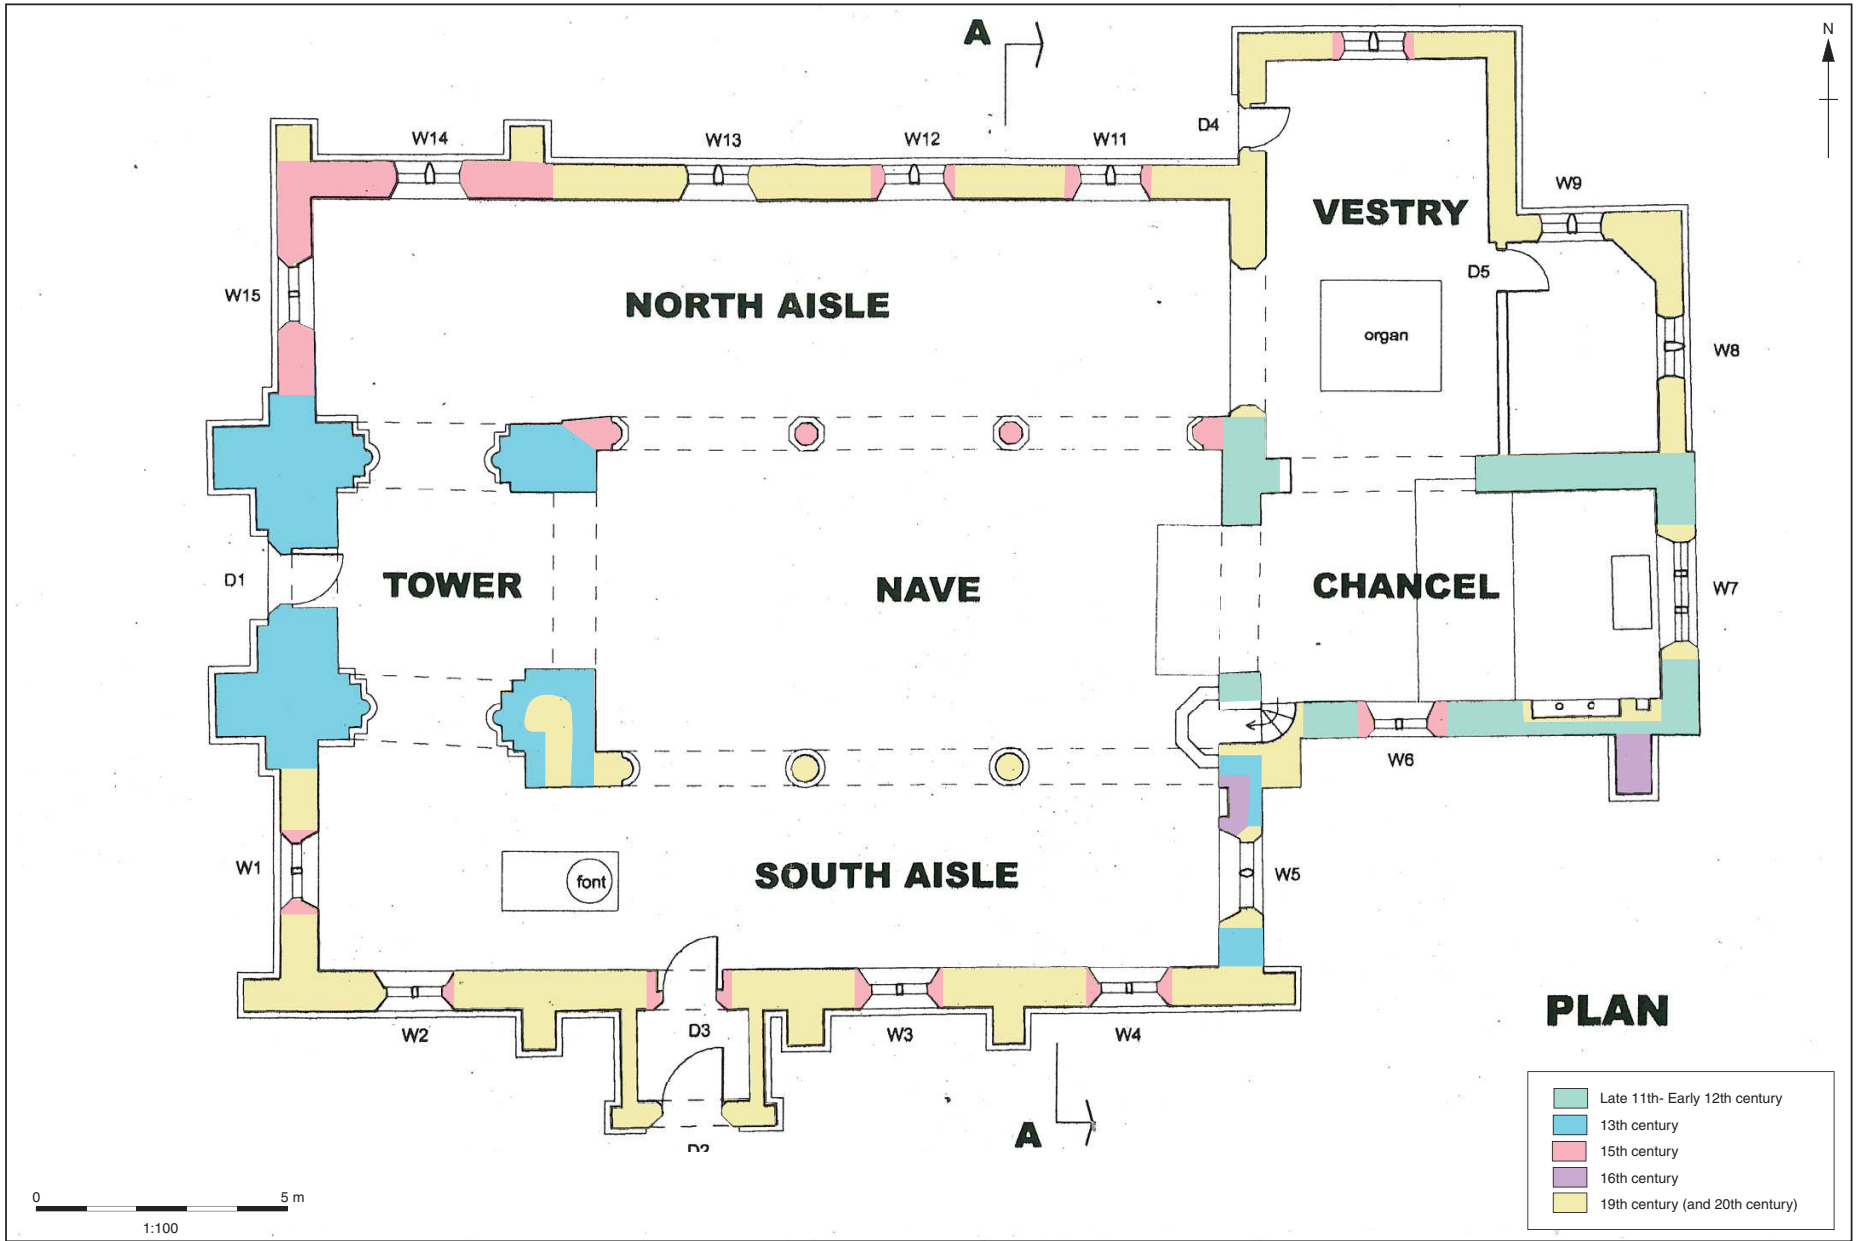 A
N
W14
W13
W12
W11
D4
W9
VESTRY
D5
W15
NORTH AISLE
organ
W8
D1
TOWER
NAVE
CHANCEL
W7
W6
W1
font
SOUTH AISLE
W5
W2
D3
W3
W4
PLAN
A
D2
Late 11th- Early 12th century
13th century
15th century
16th century
19th century (and 20th century)
0
5 m
1:100